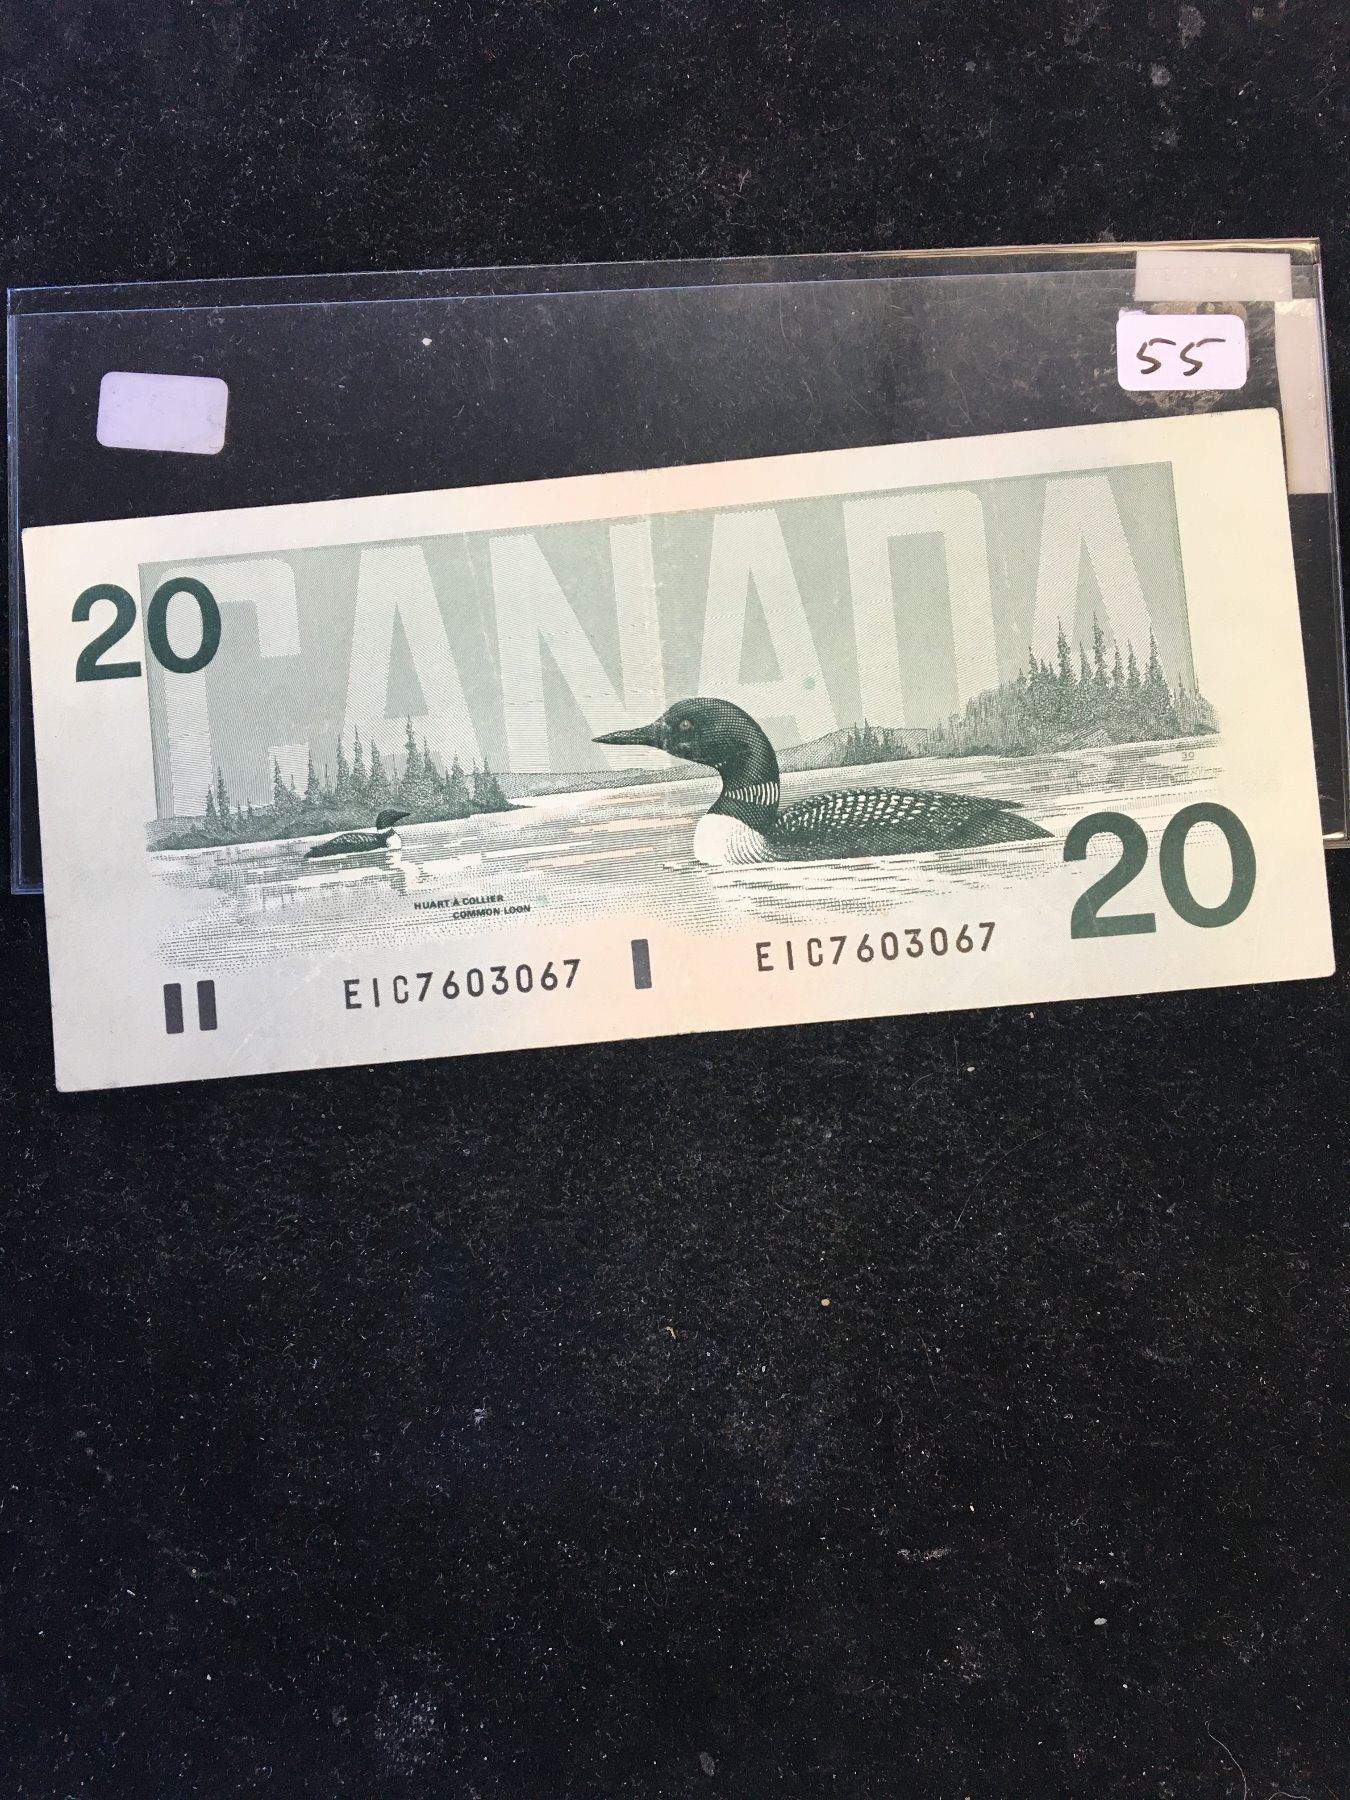 55
CANADA
20
HUART À COLLIER
COMMON LOON
20
EIC7603067
EIC7603067